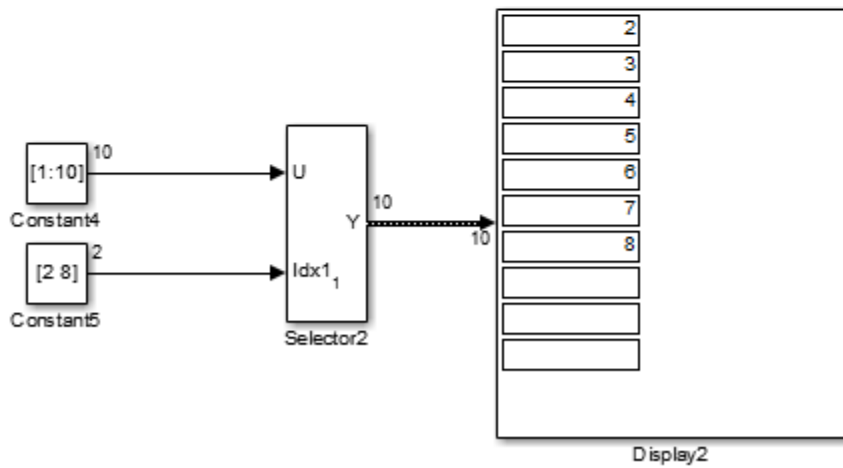 2
3
4
5
6
7
8
[1:10]
10
Constant4
[2 8]
2
Constant5
U
Idx1 1
Y
Selector2
10
10
Display2